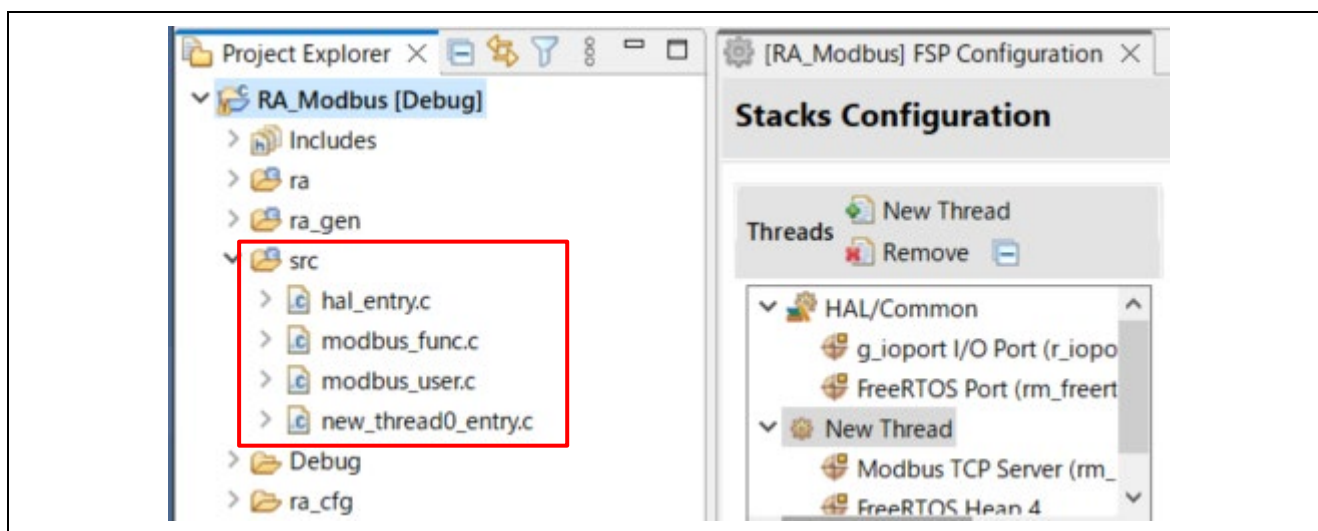 Project Explorer
RA_Modbus [Debug]
Includes
ra
ra_gen
src
hal_entry.c
modbus_func.c
modbus_user.c
new_thread0_entry.c
Debug
ra_cfg
[RA_Modbus] FSP Configuration
Stacks Configuration
Threads
New Thread
Remove
HAL/Common
g_ioport I/O Port (r_iopo
FreeRTOS Port (rm_freert
New Thread
Modbus TCP Server (rm_
FreeRTOS Heap 4